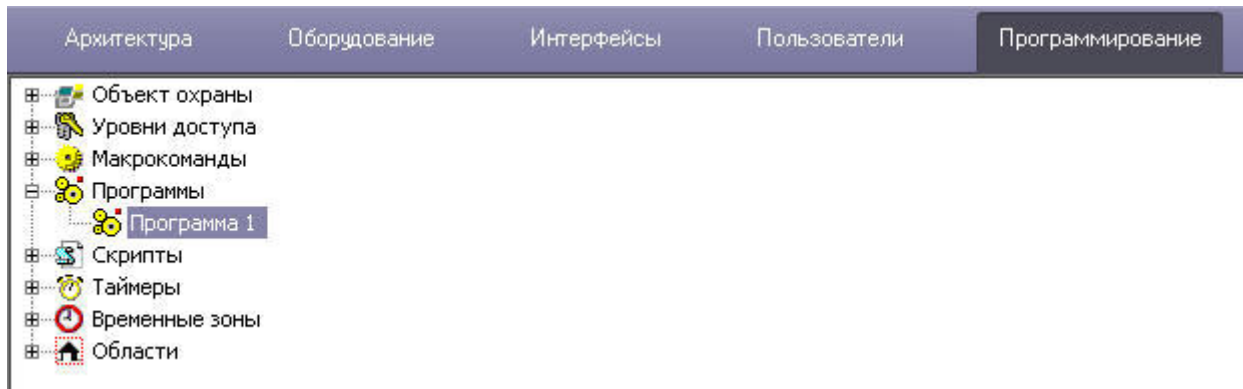 Архитектура Оборудование Интерфейсы Пользователи Программирование
Объект охраны
Уровни доступа
Макрокоманды
Программы
Программа 1
Скрипты
Таймеры
Временные зоны
Области